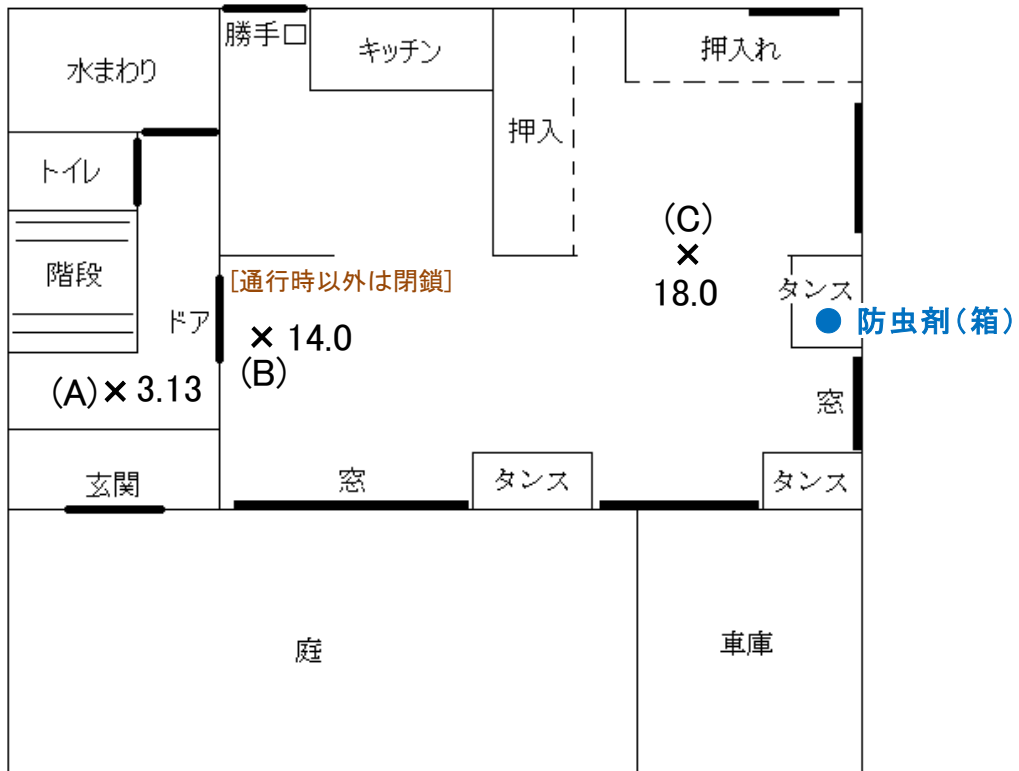 勝手口
キッチン
押入れ
水まわり
押入
トイレ
(C)
×
18.0
階段
[通行時以外は閉鎖]
タンス
ドア
● 防虫剤(箱)
× 14.0
(B)
(A)× 3.13
窓
玄関
窓
タンス
タンス
庭
車庫